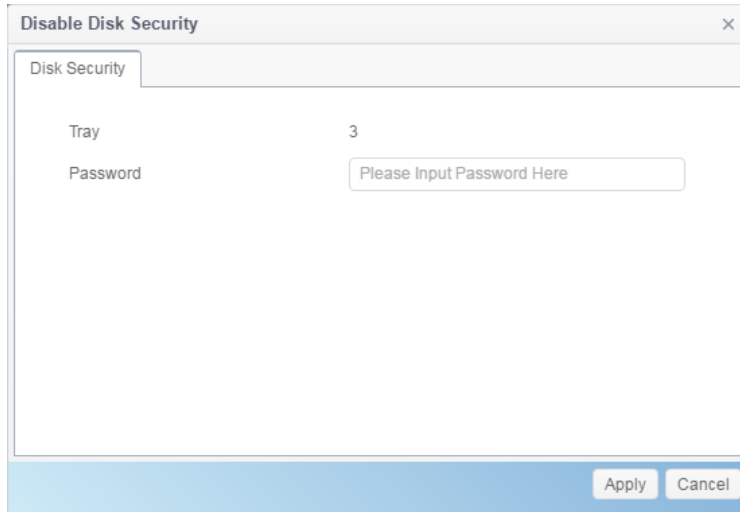 Disable Disk Security ×
Disk Security
Tray 3
Password Please Input Password Here
Apply Cancel